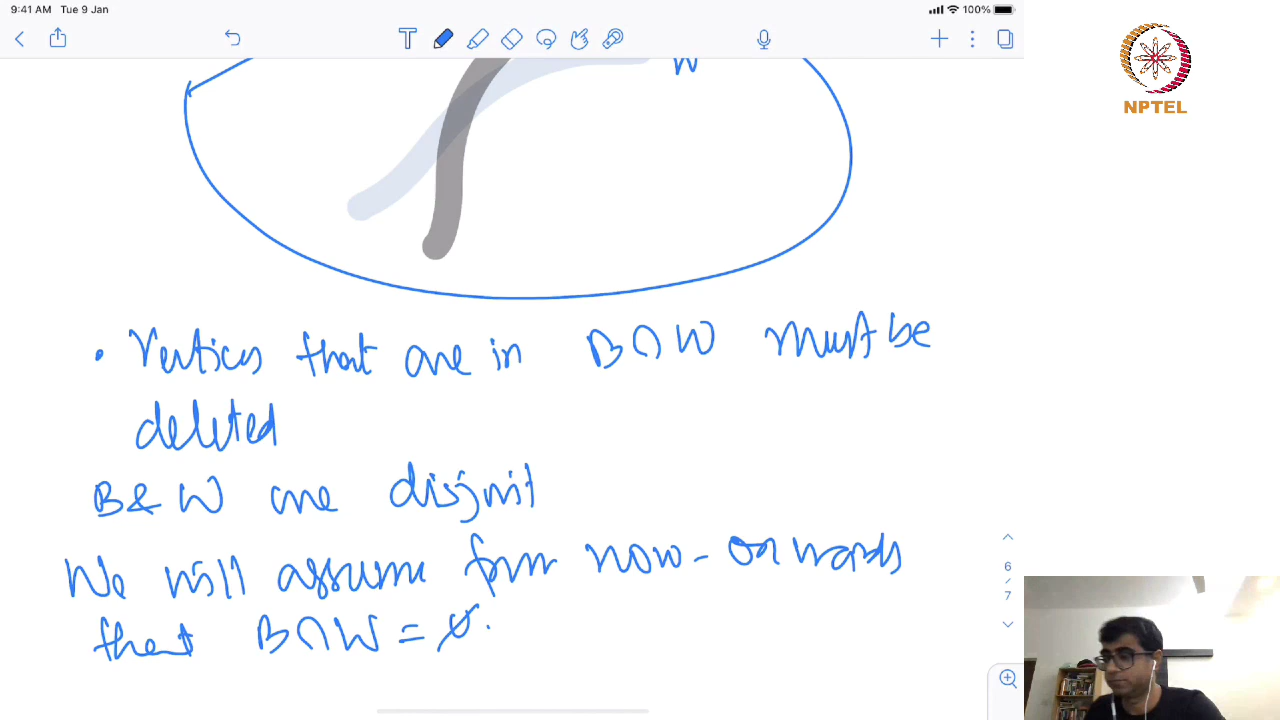 9:41 AM Tue 9 Jan
100%
NPTEL
W
• Vertices that are in B∩W must be
deleted
B & W are disjoint
We will assume from now-onwards
that B∩W = ∅.
6
/
7